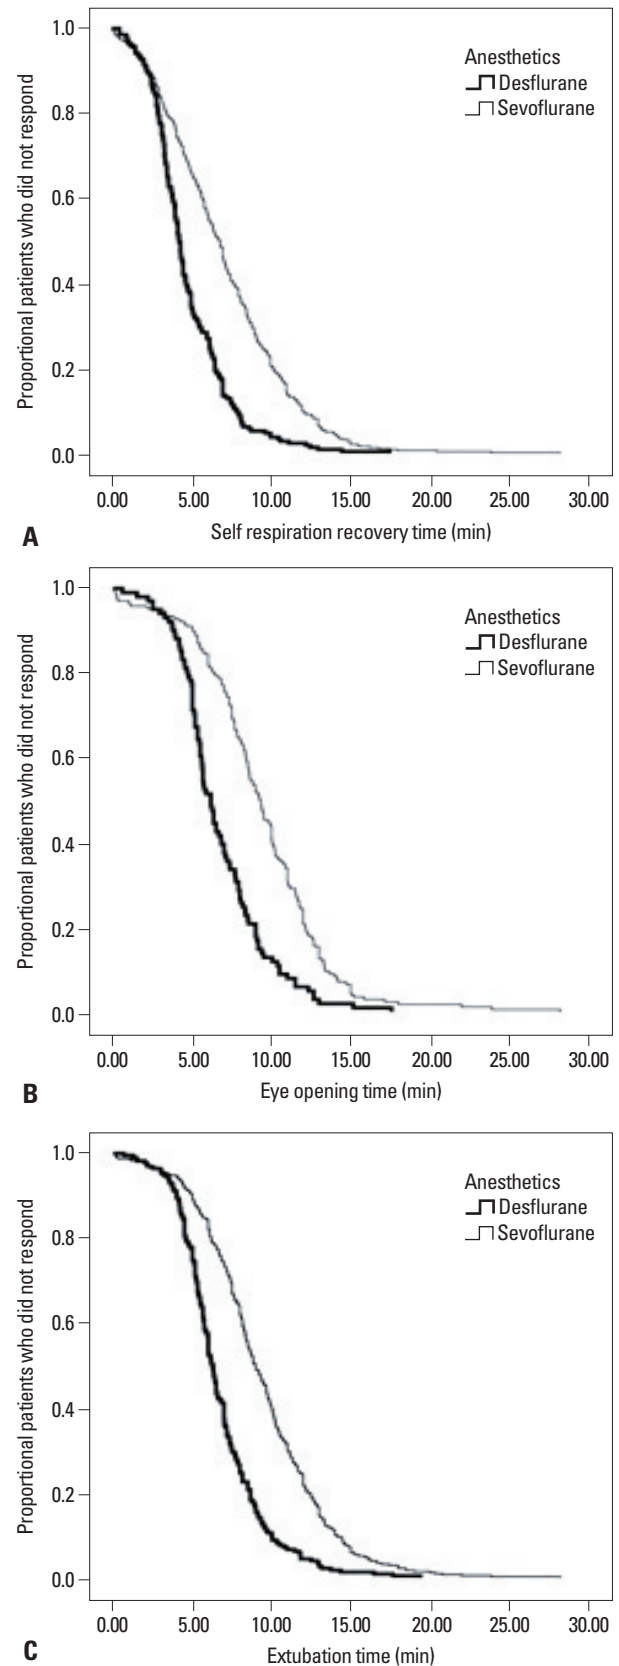 Proportional patients who did not respond
1.0
0.8
0.6
0.4
0.2
0.0
Anesthetics
Desflurane
Sevoflurane
0.00 5.00 10.00 15.00 20.00 25.00 30.00
A Self respiration recovery time (min)
Proportional patients who did not respond
1.0
0.8
0.6
0.4
0.2
0.0
Anesthetics
Desflurane
Sevoflurane
0.00 5.00 10.00 15.00 20.00 25.00 30.00
B Eye opening time (min)
Proportional patients who did not respond
1.0
0.8
0.6
0.4
0.2
0.0
Anesthetics
Desflurane
Sevoflurane
0.00 5.00 10.00 15.00 20.00 25.00 30.00
C Extubation time (min)